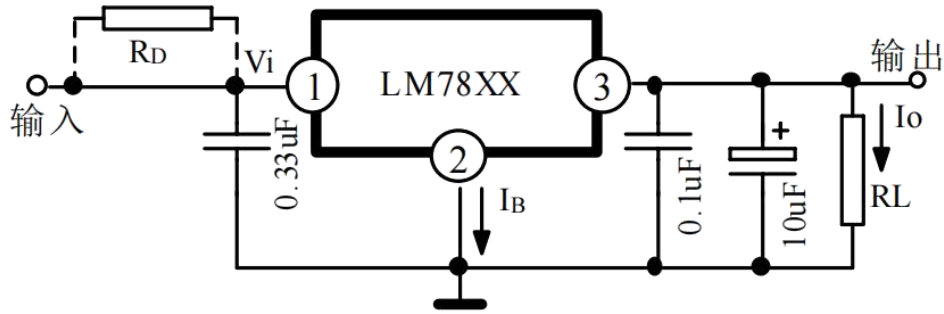 RD
Vi
输入
0.33uF
1
LM78XX
3
2
IB
0.1uF
+
10uF
输出
Io
RL